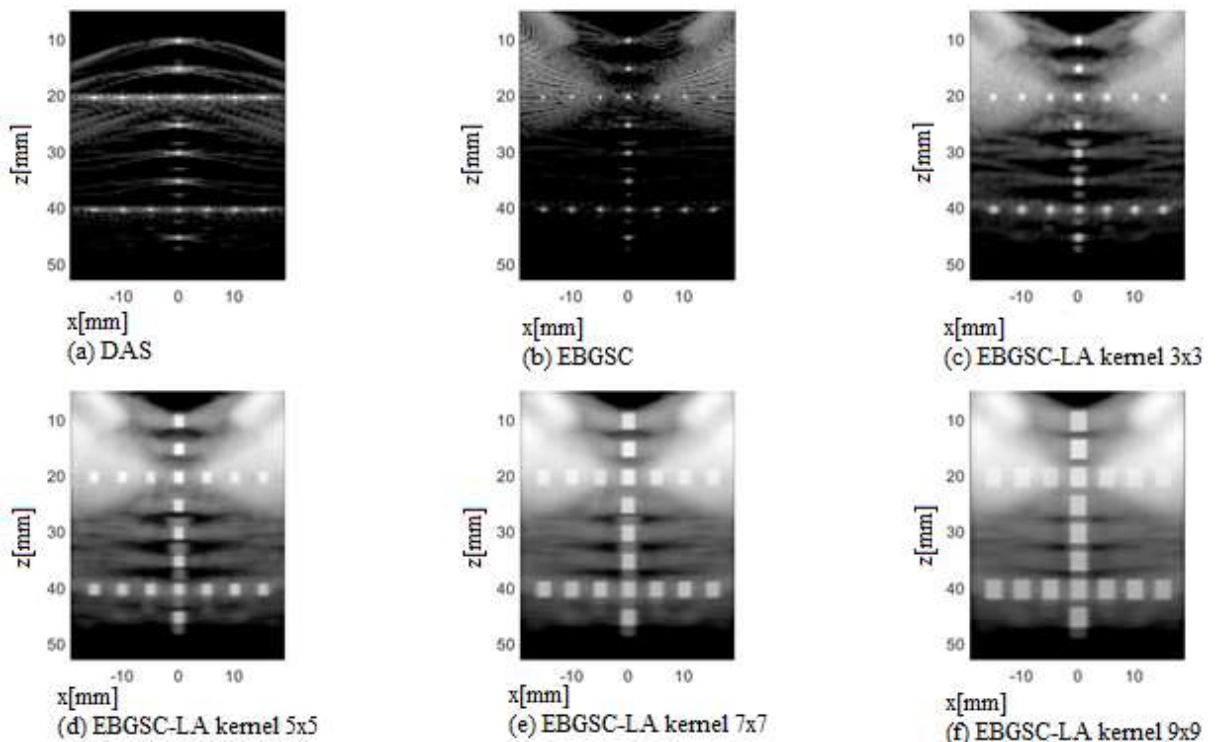 10
20
30
40
50
z[mm]
-10 0 10
x[mm]
(a) DAS
10
20
30
40
50
z[mm]
-10 0 10
x[mm]
(b) EBGSC
10
20
30
40
50
z[mm]
-10 0 10
x[mm]
(c) EBGSC-LA kernel 3x3
10
20
30
40
50
z[mm]
-10 0 10
x[mm]
(d) EBGSC-LA kernel 5x5
10
20
30
40
50
z[mm]
-10 0 10
x[mm]
(e) EBGSC-LA kernel 7x7
10
20
30
40
50
z[mm]
-10 0 10
x[mm]
(f) EBGSC-LA kernel 9x9